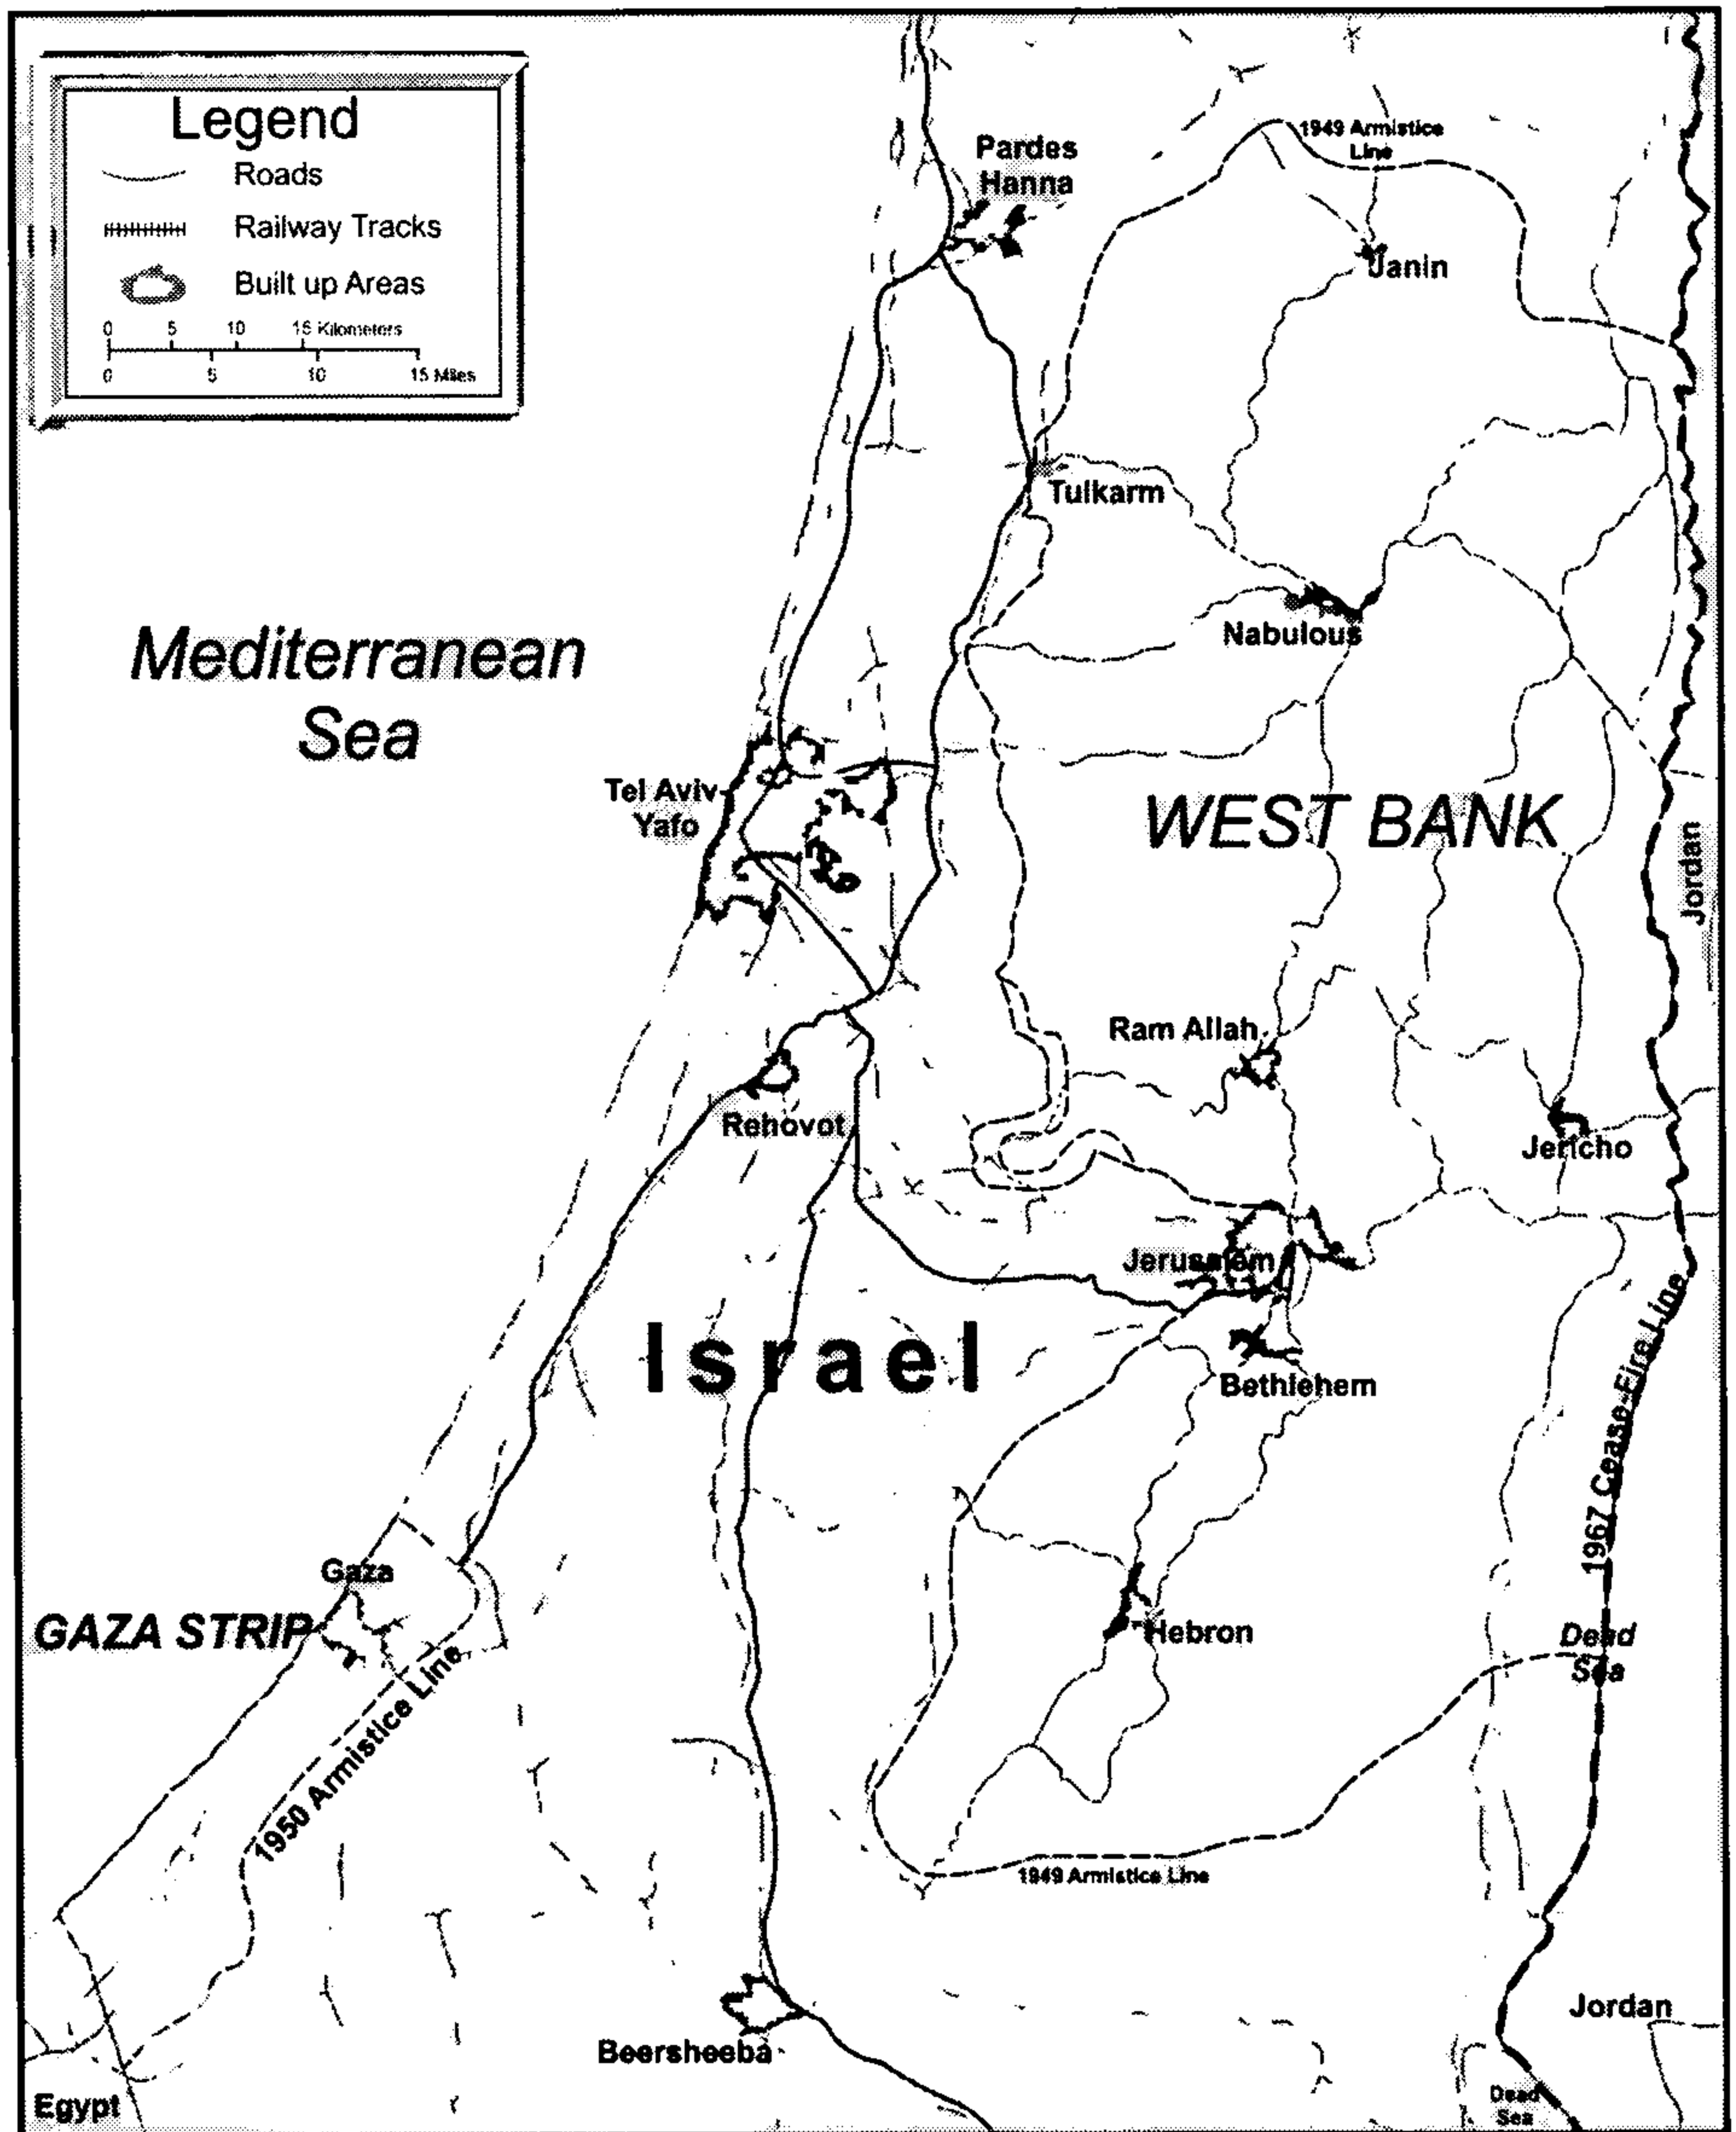 Legend
Roads
Railway Tracks
Built up Areas
0 5 10 15 Kilometers
0 5 10 15 Miles
1949 Armistice
Line
Pardes
Hanna
Janin
Tulkarm
Nabulous
Mediterranean
Sea
Tel Aviv-
Yafo
WEST BANK
Jordan
Ram Allah
Rehovot
Jericho
Jerusalem
Israel
Bethlehem
1967 Cease-Fire Line
Gaza
GAZA STRIP
Hebron
Dead
Sea
1950 Armistice Line
1949 Armistice Line
Jordan
Beersheeba
Egypt
Dead
Sea